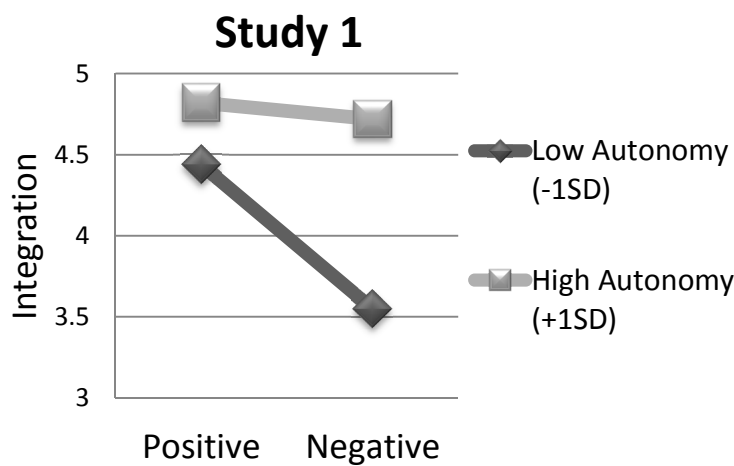 Study 1
Integration
5
4.5
4
3.5
3
Positive
Negative
Low Autonomy
(-1SD)
High Autonomy
(+1SD)